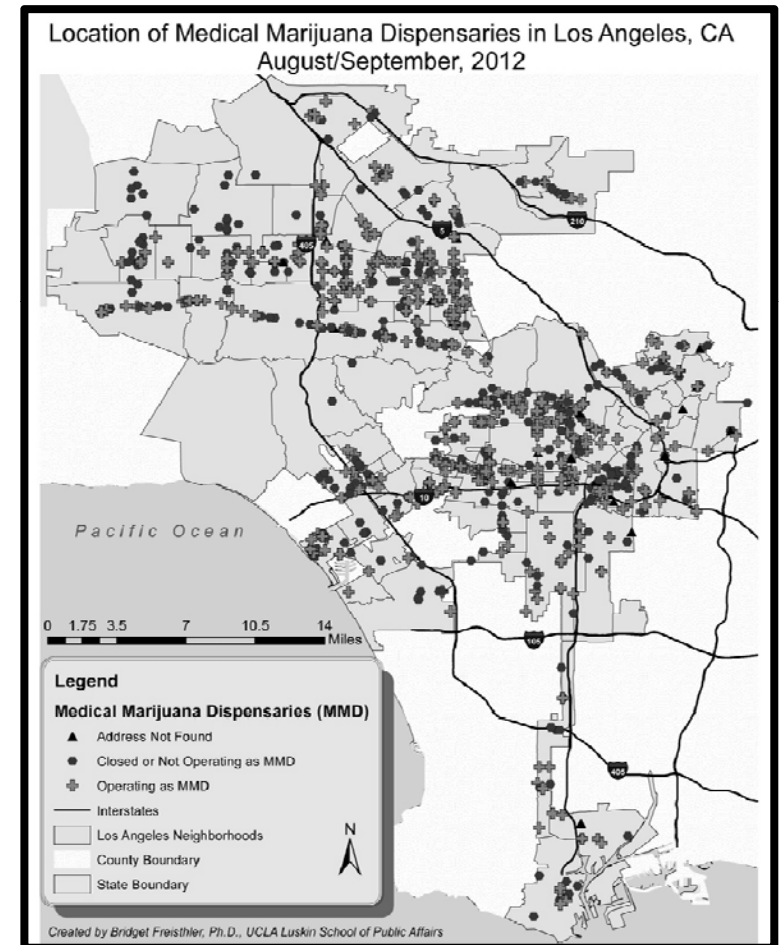 Location of Medical Marijuana Dispensaries in Los Angeles, CA
August/September, 2012
405
5
210
10
Pacific Ocean
0 1.75 3.5 7 10.5 14
Miles
105
405
Legend
Medical Marijuana Dispensaries (MMD)
Address Not Found
Closed or Not Operating as MMD
Operating as MMD
Interstates
Los Angeles Neighborhoods
County Boundary
State Boundary
N
Created by Bridget Freisthler, Ph.D., UCLA Luskin School of Public Affairs